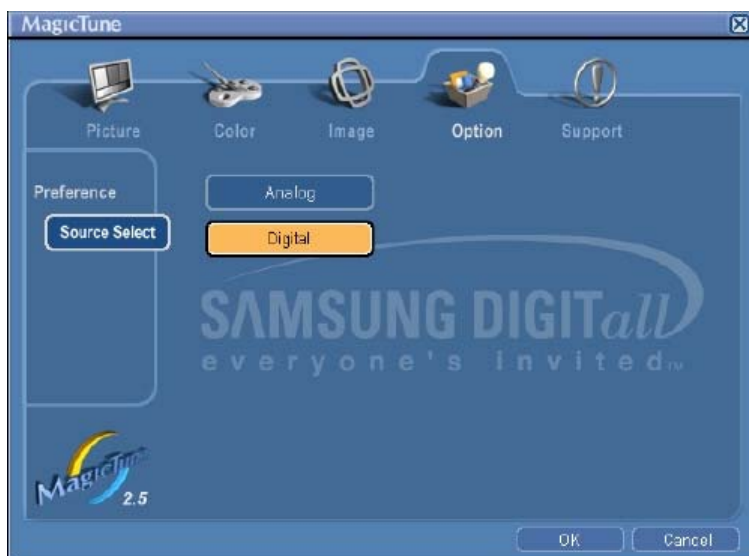 MagicTune
Picture
Color
Image
Option
Support
Preference
Source Select
Analog
Digital
SAMSUNG DIGITall
everyone's invited™
MagicTune
2.5
OK
Cancel